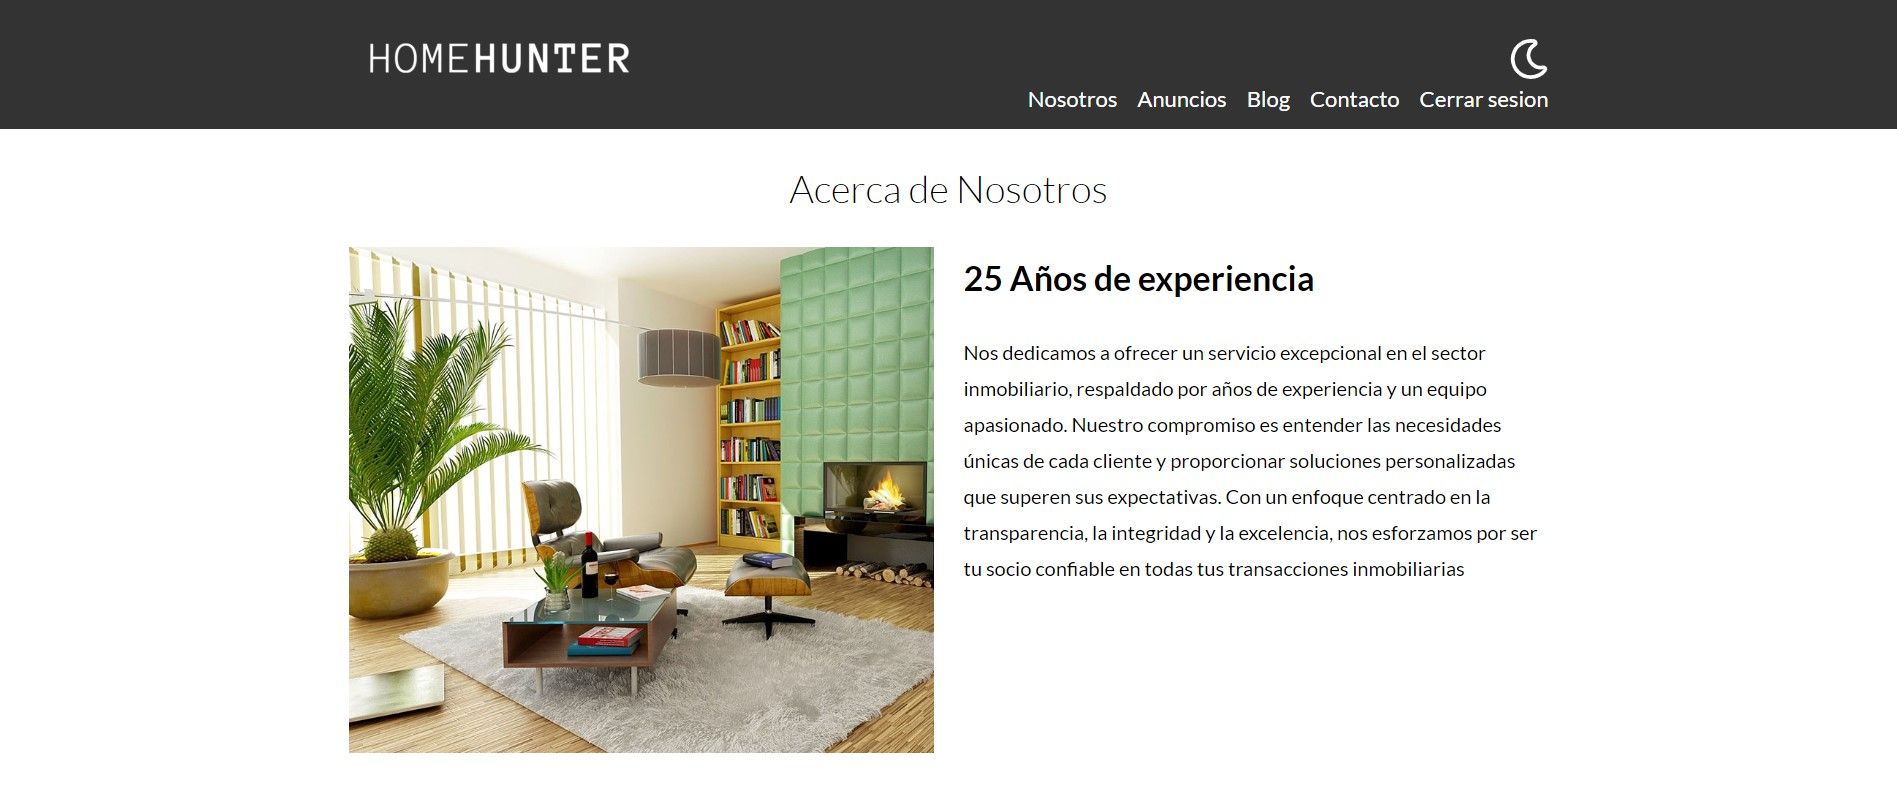 HOMEHUNTER
Nosotros Anuncios Blog Contacto Cerrar sesion
Acerca de Nosotros
25 Años de experiencia
Nos dedicamos a ofrecer un servicio excepcional en el sector
inmobiliario, respaldado por años de experiencia y un equipo
apasionado. Nuestro compromiso es entender las necesidades
únicas de cada cliente y proporcionar soluciones personalizadas
que superen sus expectativas. Con un enfoque centrado en la
transparencia, la integridad y la excelencia, nos esforzamos por ser
tu socio confiable en todas tus transacciones inmobiliarias